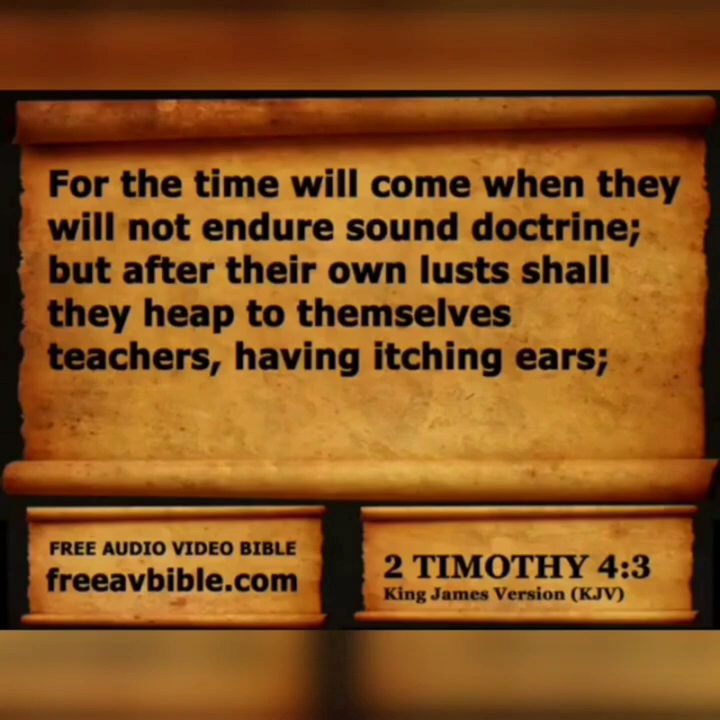 For the time will come when they
will not endure sound doctrine;
but after their own lusts shall
they heap to themselves
teachers, having itching ears;
FREE AUDIO VIDEO BIBLE
freeavbible.com
2 TIMOTHY 4:3
King James Version (KJV)